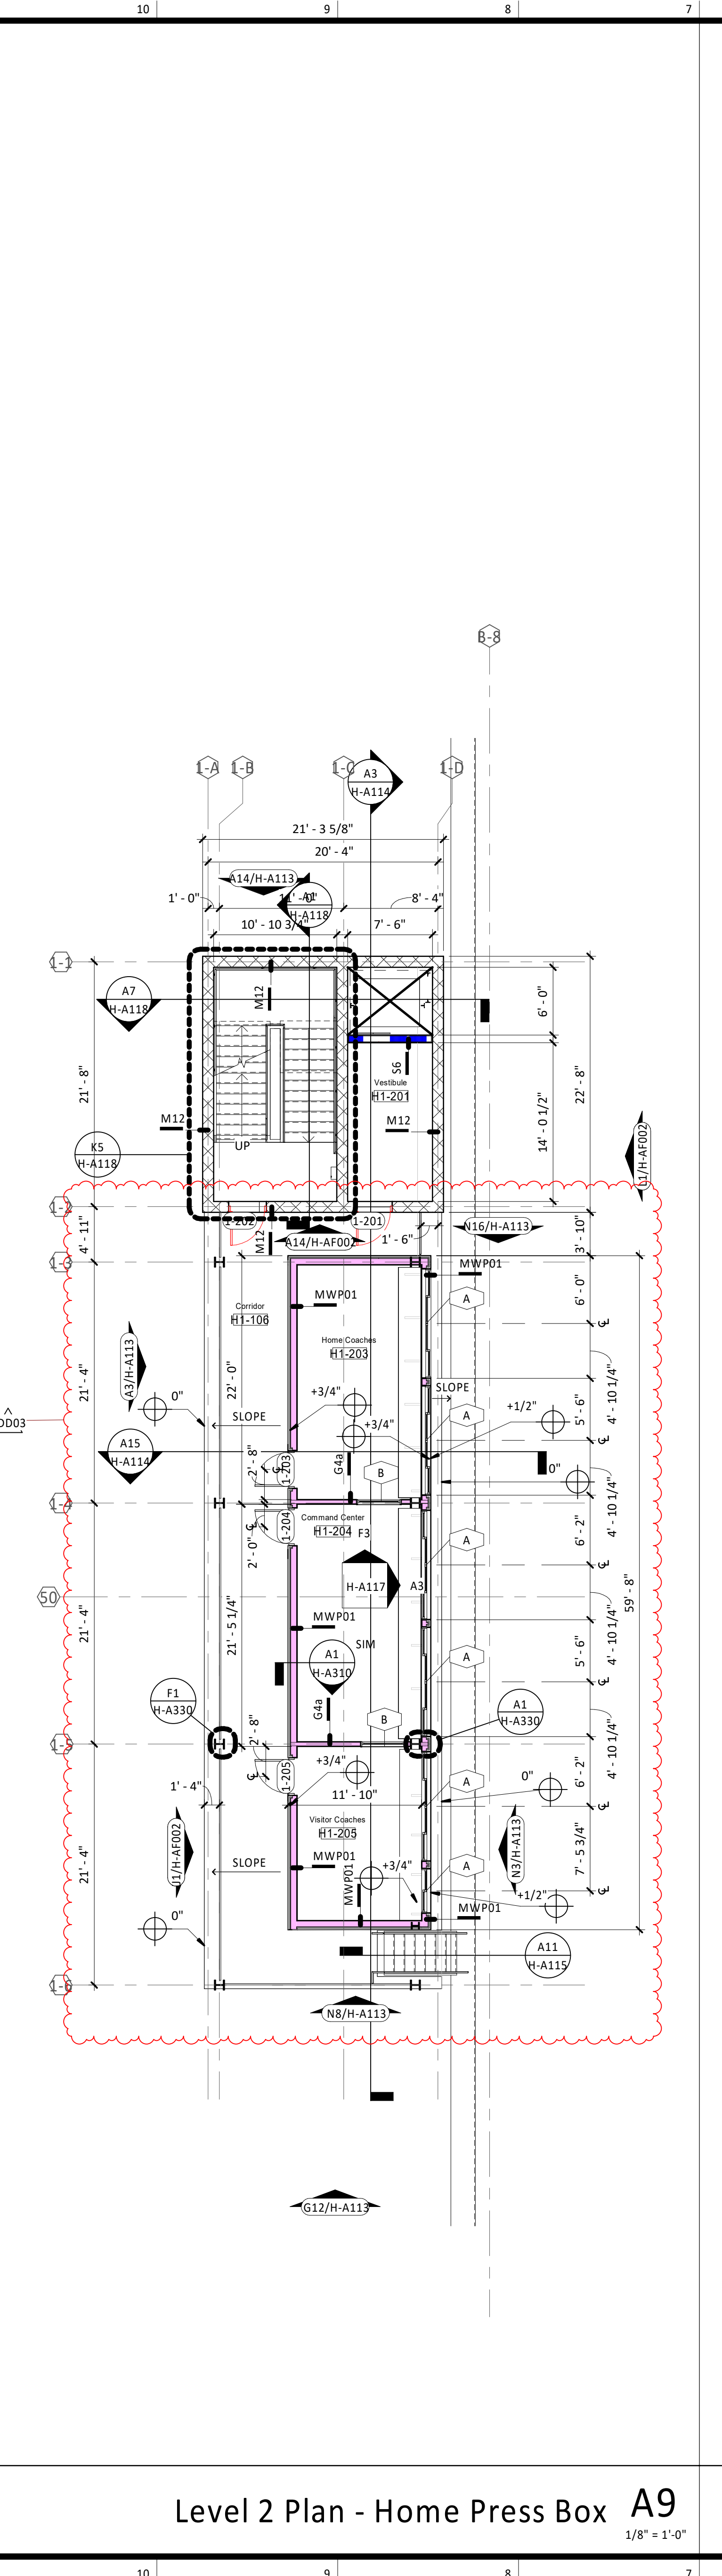 10 9 8 7
B-8
1-A 1-B 1-C 1-D
A3
H-A114
21' - 3 5/8"
20' - 4"
A14/H-A113
1' - 0" 11' - 0" 8' - 4"
A1
H-A118
10' - 10 3/4" 7' - 6"
1-1
A7
H-A118
M12
6' - 0"
S6
Vestibule
H1-201
21' - 8"
22' - 8"
M12
M12
14' - 0 1/2"
UP
K5
H-A118
L1/H-AF002
1-2
1-202
1-201
4' - 11"
M12
A14/H-AF002
1' - 6"
N16/H-A113
3' - 10"
1-3
MWP01
MWP01
A
6' - 0"
Corridor
H1-106
Home Coaches
H1-203
A3/H-A113
21' - 4"
22' - 0"
0"
+3/4"
SLOPE
SLOPE
+3/4"
A
+1/2"
5' - 6"
4' - 10 1/4"
DD03
A15
H-A114
2' - 8"
1-203
G4a
B
0"
1-4
1-204
Command Center
H1-204
F3
2' - 0"
A
6' - 2"
4' - 10 1/4"
H-A117
A3
50
59' - 8"
21' - 4"
21' - 5 1/4"
MWP01
SIM
A1
H-A310
A
5' - 6"
4' - 10 1/4"
F1
H-A330
G4a
B
A1
H-A330
1-5
2' - 8"
1-205
+3/4"
1' - 4"
11' - 10"
A
0"
6' - 2"
4' - 10 1/4"
J1/H-AF002
21' - 4"
Visitor Coaches
H1-205
N3/H-A113
SLOPE
MWP01
MWP01
+3/4"
A
7' - 5 3/4"
+1/2"
MWP01
0"
A11
H-A115
1-6
N8/H-A113
G12/H-A113
Level 2 Plan - Home Press Box A9
1/8" = 1'-0"
10 9 8 7